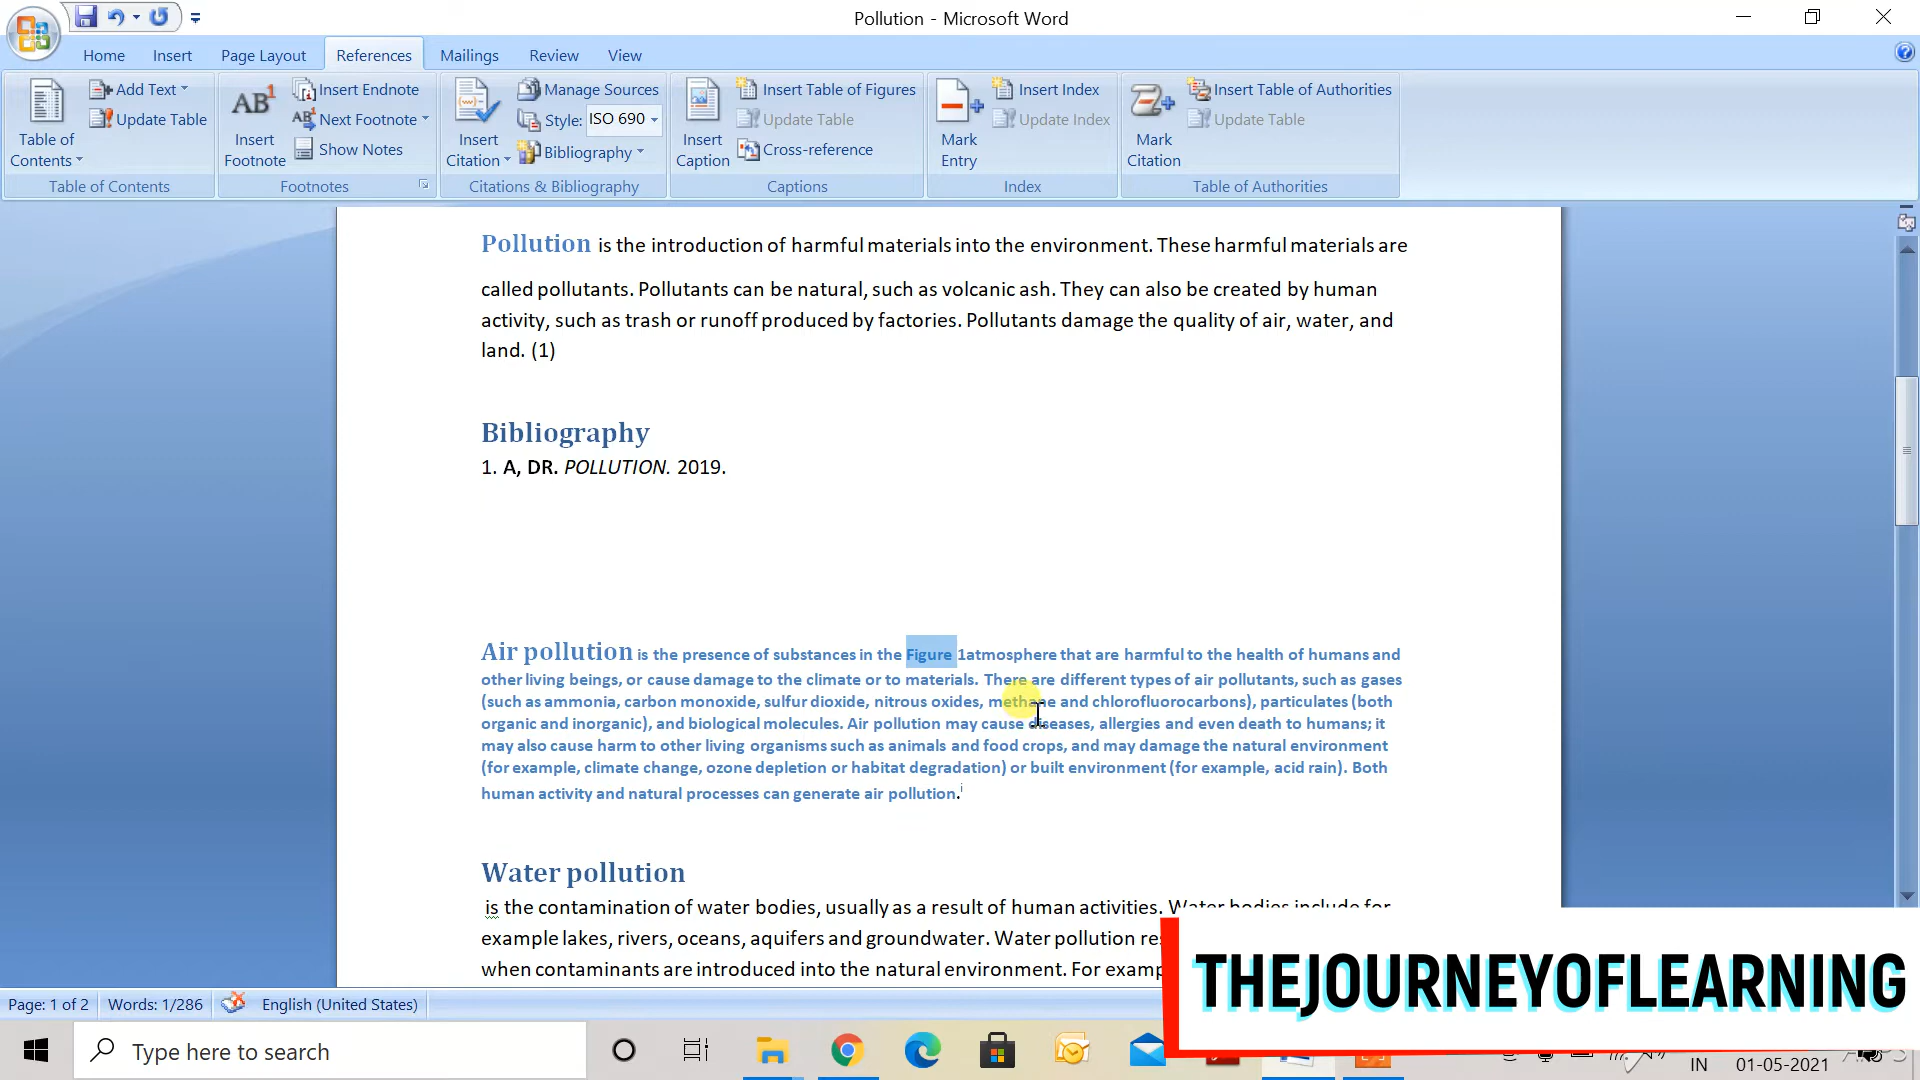 Pollution - Microsoft Word
Home Insert Page Layout References Mailings Review View
Table of Contents
Add Text
Update Table
Table of Contents
AB1
Insert Footnote
Insert Endnote
Next Footnote
Show Notes
Footnotes
Insert Citation
Manage Sources
Style: ISO 690
Bibliography
Citations & Bibliography
Insert Caption
Insert Table of Figures
Update Table
Cross-reference
Captions
Mark Entry
Insert Index
Update Index
Index
Mark Citation
Insert Table of Authorities
Update Table
Table of Authorities
Pollution is the introduction of harmful materials into the environment. These harmful materials are
called pollutants. Pollutants can be natural, such as volcanic ash. They can also be created by human
activity, such as trash or runoff produced by factories. Pollutants damage the quality of air, water, and
land. (1)
Bibliography
1. A, DR. POLLUTION. 2019.
Air pollution is the presence of substances in the Figure 1atmosphere that are harmful to the health of humans and
other living beings, or cause damage to the climate or to materials. There are different types of air pollutants, such as gases
(such as ammonia, carbon monoxide, sulfur dioxide, nitrous oxides, methane and chlorofluorocarbons), particulates (both
organic and inorganic), and biological molecules. Air pollution may cause diseases, allergies and even death to humans; it
may also cause harm to other living organisms such as animals and food crops, and may damage the natural environment
(for example, climate change, ozone depletion or habitat degradation) or built environment (for example, acid rain). Both
human activity and natural processes can generate air pollution.i
Water pollution
is the contamination of water bodies, usually as a result of human activities. Water bodies include for
example lakes, rivers, oceans, aquifers and groundwater. Water pollution
when contaminants are introduced into the natural environment. For
THEJOURNEYOFLEARNING
Page: 1 of 2 Words: 1/286 English (United States)
Type here to search
IN 01-05-2021